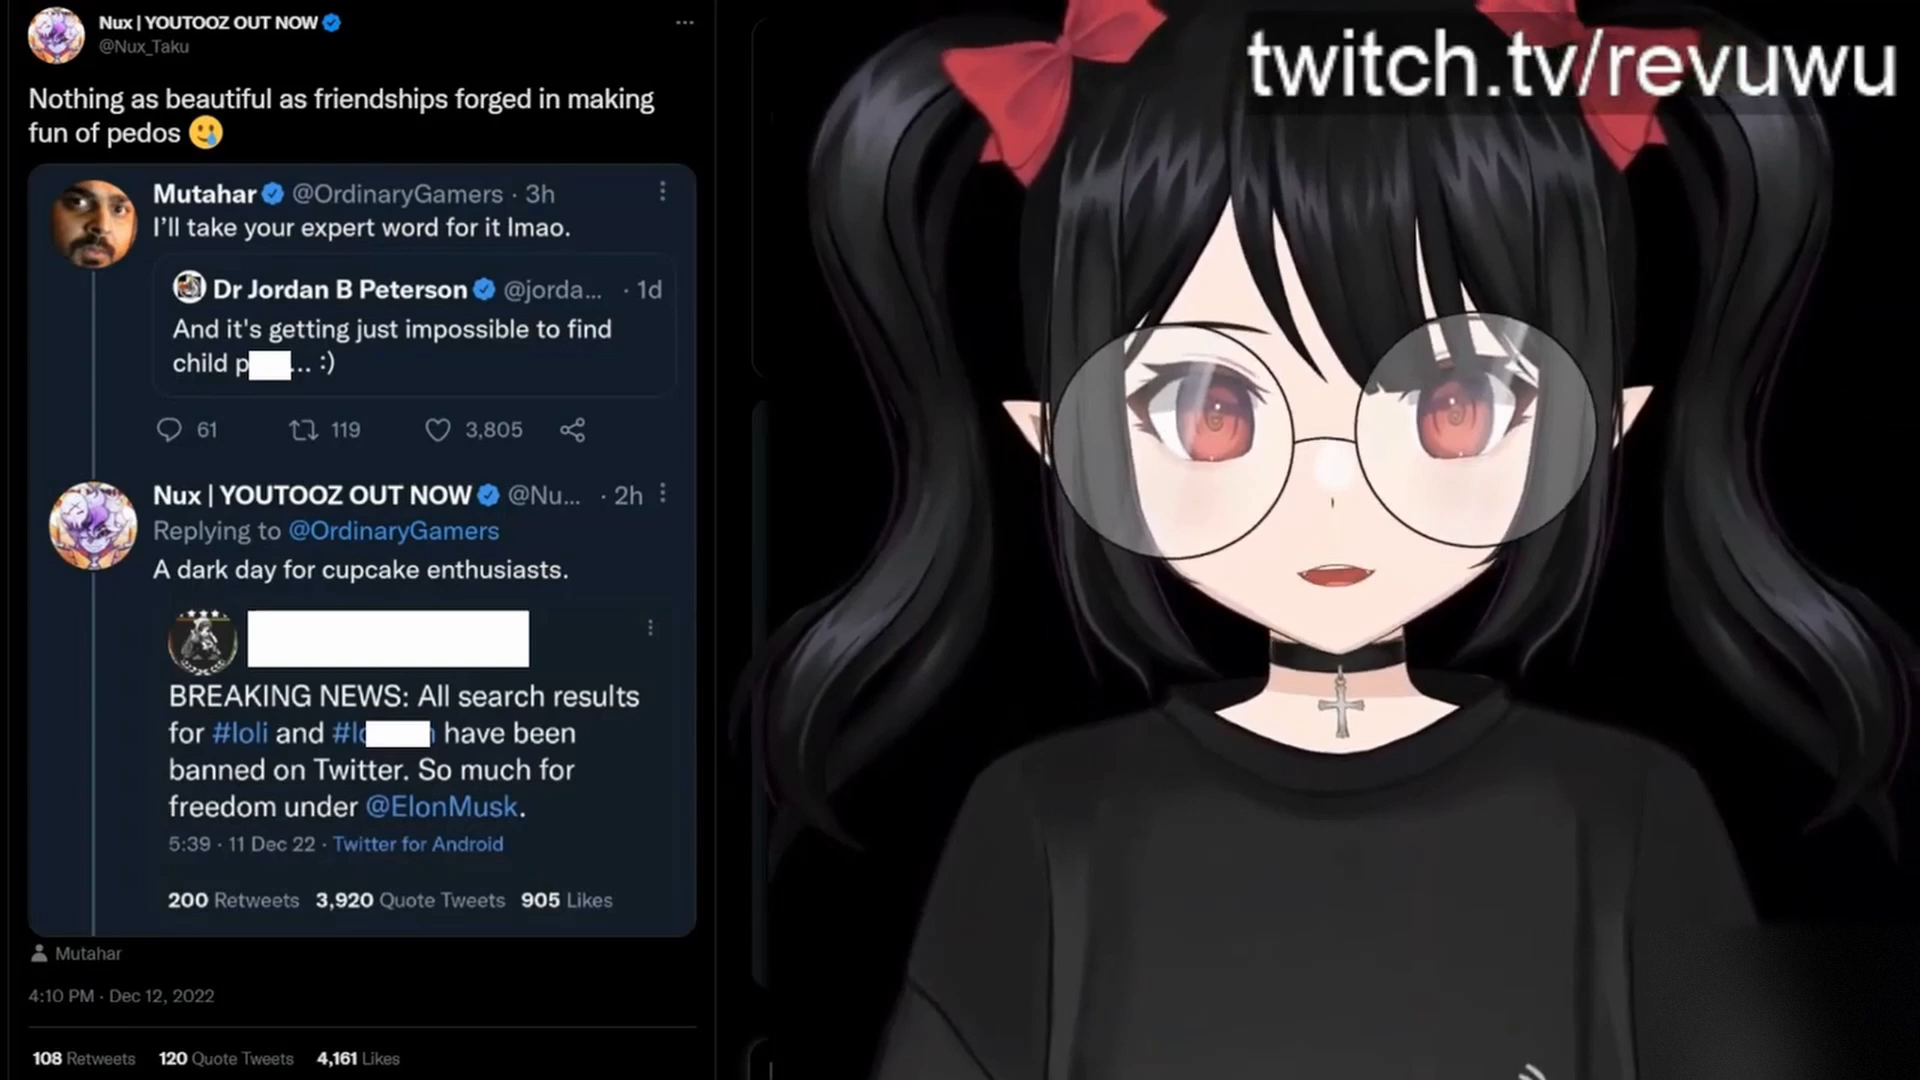 Nux | YOUTOOZ OUT NOW
@Nux_Taku
twitch.tv/revuwu
Nothing as beautiful as friendships forged in making
fun of pedos
Mutahar @OrdinaryGamers · 3h
I'll take your expert word for it lmao.
Dr Jordan B Peterson @jorda... · 1d
And it's getting just impossible to find
child p... :)
61 119 3,805
Nux | YOUTOOZ OUT NOW @Nu... · 2h
Replying to @OrdinaryGamers
A dark day for cupcake enthusiasts.
BREAKING NEWS: All search results
for #loli and #l have been
banned on Twitter. So much for
freedom under @ElonMusk.
5:39 · 11 Dec 22 · Twitter for Android
200 Retweets 3,920 Quote Tweets 905 Likes
Mutahar
4:10 PM · Dec 12, 2022
108 Retweets 120 Quote Tweets 4,161 Likes